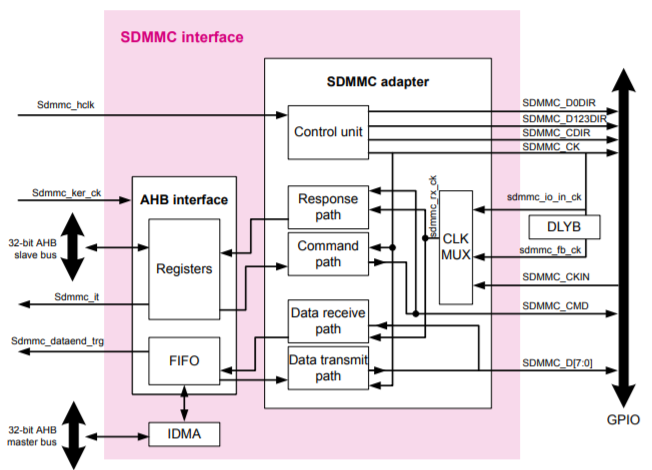 SDMMC interface
SDMMC adapter
Sdmmc_hclk
Control unit
SDMMC_D0DIR
SDMMC_D123DIR
SDMMC_CDIR
SDMMC_CK
Sdmmc_ker_ck
AHB interface
Response
path
sdmmc_rx_ck
sdmmc_io_in_ck
CLK
MUX
DLYB
32-bit AHB
slave bus
Registers
Command
path
sdmmc_fb_ck
SDMMC_CKIN
Sdmmc_it
SDMMC_CMD
Data receive
path
Sdmmc_dataend_trg
FIFO
Data transmit
path
SDMMC_D[7:0]
GPIO
32-bit AHB
master bus
IDMA